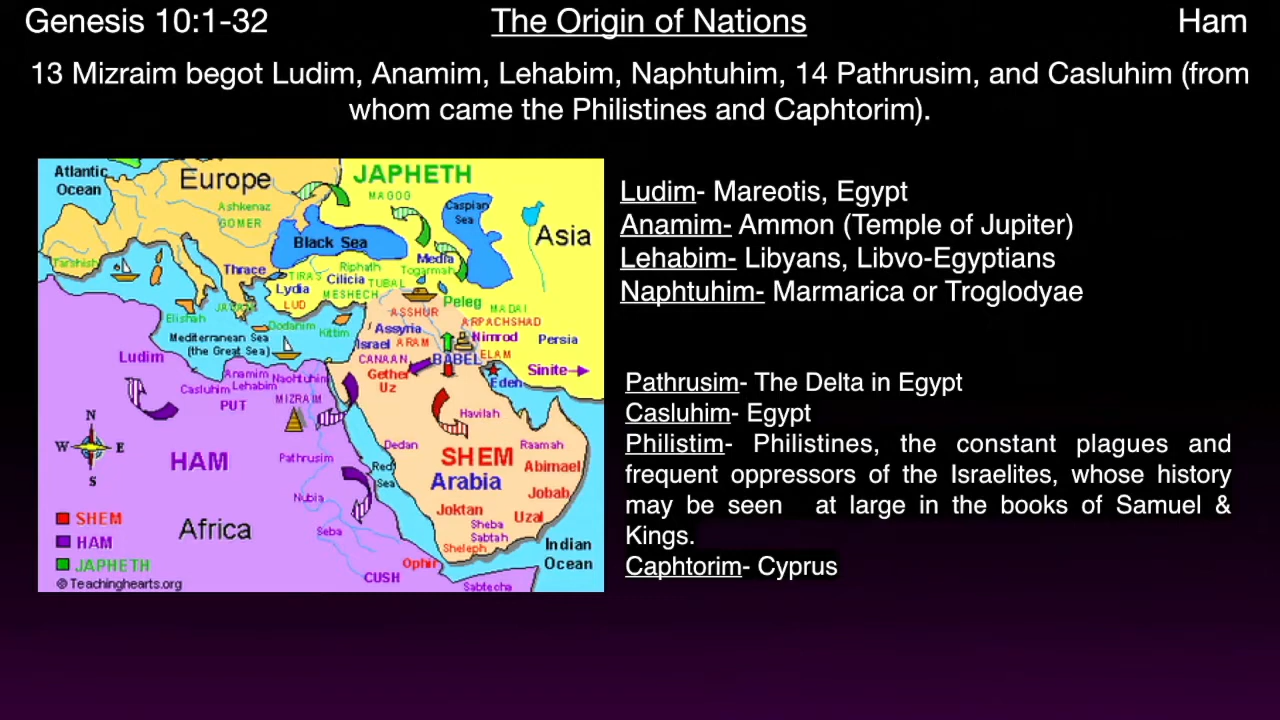 Genesis 10:1-32
The Origin of Nations
Ham
13 Mizraim begot Ludim, Anamim, Lehabim, Naphtuhim, 14 Pathrusim, and Casluhim (from
whom came the Philistines and Caphtorim).
Ludim- Mareotis, Egypt
Anamim- Ammon (Temple of Jupiter)
Lehabim- Libyans, Libvo-Egyptians
Naphtuhim- Marmarica or Troglodyae
Pathrusim- The Delta in Egypt
Casluhim- Egypt
Philistim- Philistines, the constant plagues and
frequent oppressors of the Israelites, whose history
may be seen at large in the books of Samuel &
Kings.
Caphtorim- Cyprus
Atlantic
Ocean
Europe
JAPHETH
MAGOG
Ashkenaz
GOMER
Caspian
Sea
Asia
Black Sea
Tarshish
Thrace
Media
Togarmah
Riphath
TIRAS
Cilicia
TUBAL
Lydia
MESHECH
LUD
Peleg
MADAI
Elishah
ASSHUR
ARPACHSHAD
Dodanim
Kittim
Assyria
Nimrod
Persia
Mediterranean Sea
(the Great Sea)
Israel
ARAM
CANAAN
BABEL
ELAM
Ludim
Gether
Uz
Eden
Sinite
Anamim
Casluhim
Lehabim
Naohtuhim
PUT
MIZRAIM
Havilah
N
W
E
S
HAM
Pathrusim
Dedan
Raamah
SHEM
Abimael
Red
Sea
Arabia
Jobab
Nubia
Joktan
Uzal
Africa
Seba
Sheba
Sabtah
Sheleph
Indian
Ocean
Ophir
CUSH
Sabtecha
SHEM
HAM
JAPHETH
© Teachinghearts.org